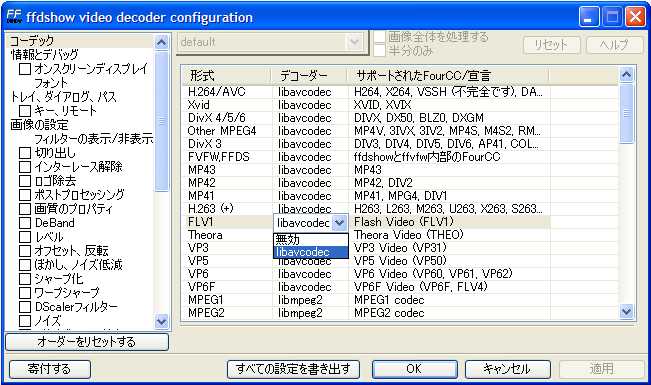 ffdshow video decoder configuration
コーデック
情報とデバッグ
オンスクリーンディスプレイ
フォント
トレイ、ダイアログ、パス
キー、リモート
画像の設定
フィルターの表示/非表示
切り出し
インターレース解除
ロゴ除去
ポストプロセッシング
画質のプロパティ
DeBand
レベル
オフセット、反転
ぼかし、ノイズ低減
シャープ化
ワープシャープ
DScalerフィルター
ノイズ
オーダーをリセットする
default
画像全体を処理する
半分のみ
リセット
ヘルプ
形式 デコーダー サポートされたFourCC/宣言
H.264/AVC libavcodec H264, X264, VSSH (不完全です), DA...
Xvid libavcodec XVID, XVIX
DivX 4/5/6 libavcodec DIVX, DX50, BLZ0, DXGM
Other MPEG4 libavcodec MP4V, 3IVX, 3IV2, MP4S, M4S2, RM...
DivX 3 libavcodec DIV3, DIV4, DIV5, DIV6, AP41, COL...
FVFW,FFDS libavcodec ffdshowとffvfw内部のFourCC
MP43 libavcodec MP43
MP42 libavcodec MP42, DIV2
MP41 libavcodec MP41, MPG4, DIV1
H.263 (+) libavcodec H263, L263, M263, U263, X263, S263...
FLV1 libavcodec Flash Video (FLV1)
無効
libavcodec
Theora Theora Video (THEO)
VP3 VP3 Video (VP31)
VP5 libavcodec VP5 Video (VP50)
VP6 libavcodec VP6 Video (VP60, VP61, VP62)
VP6F libavcodec VP6F Video (VP6F, FLV4)
MPEG1 libmpeg2 MPEG1 codec
MPEG2 libmpeg2 MPEG2 codec
寄付する
すべての設定を書き出す
OK
キャンセル
適用